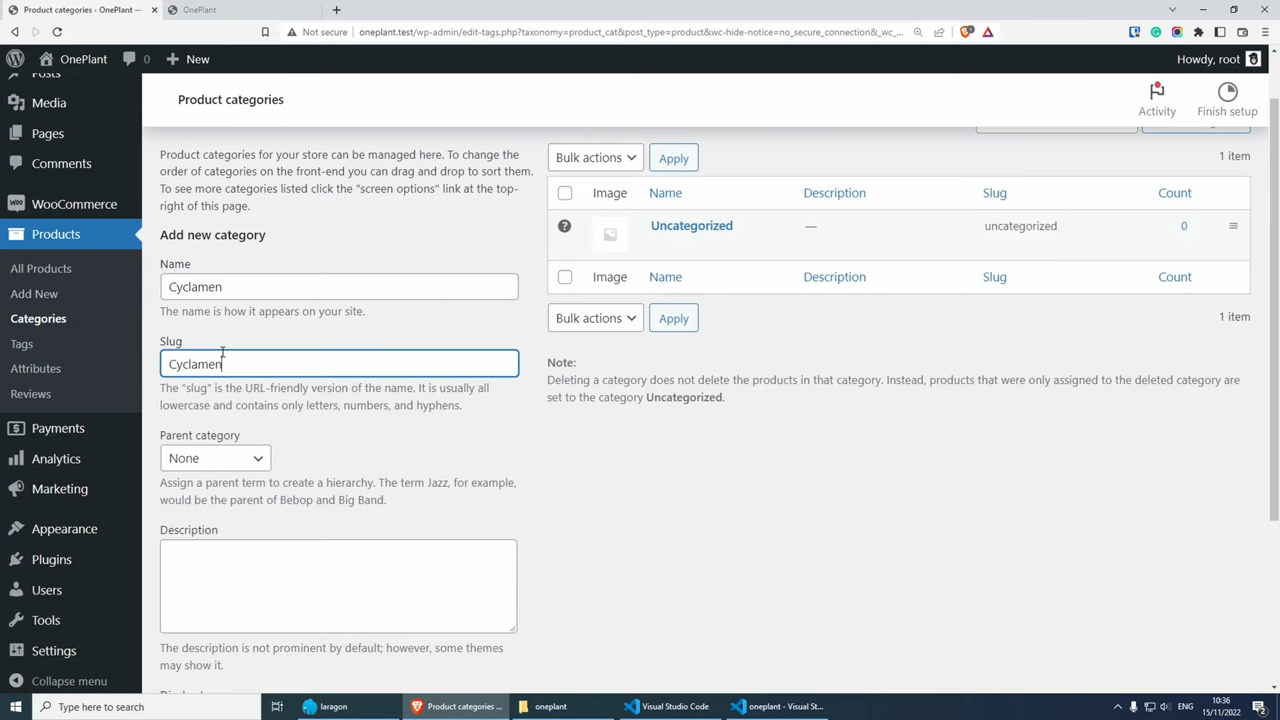 Product categories ‹ OnePlant —
OnePlant
Not secure
oneplant.test/wp-admin/edit-tags.php?taxonomy=product_cat&post_type=product&wc-hide-notice=no_secure_connection&_wc_...
OnePlant
0
New
Howdy, root
Posts
Media
Pages
Comments
WooCommerce
Products
All Products
Add New
Categories
Tags
Attributes
Reviews
Payments
Analytics
Marketing
Appearance
Plugins
Users
Tools
Settings
Collapse menu
Product categories
Activity
Finish setup
Product categories for your store can be managed here. To change the
order of categories on the front-end you can drag and drop to sort them.
To see more categories listed click the "screen options" link at the top-
right of this page.
Add new category
Name
Cyclamen
The name is how it appears on your site.
Slug
Cyclamen
The “slug” is the URL-friendly version of the name. It is usually all
lowercase and contains only letters, numbers, and hyphens.
Parent category
None
Assign a parent term to create a hierarchy. The term Jazz, for example,
would be the parent of Bebop and Big Band.
Description
The description is not prominent by default; however, some themes
may show it.
Bulk actions
Apply
1 item
Image Name Description Slug Count
Uncategorized — uncategorized 0
Image Name Description Slug Count
Bulk actions
Apply
1 item
Note:
Deleting a category does not delete the products in that category. Instead, products that were only assigned to the deleted category are
set to the category Uncategorized.
Type here to search
laragon
Product categories ...
oneplant
Visual Studio Code
oneplant - Visual St...
10:36
15/11/2022
2